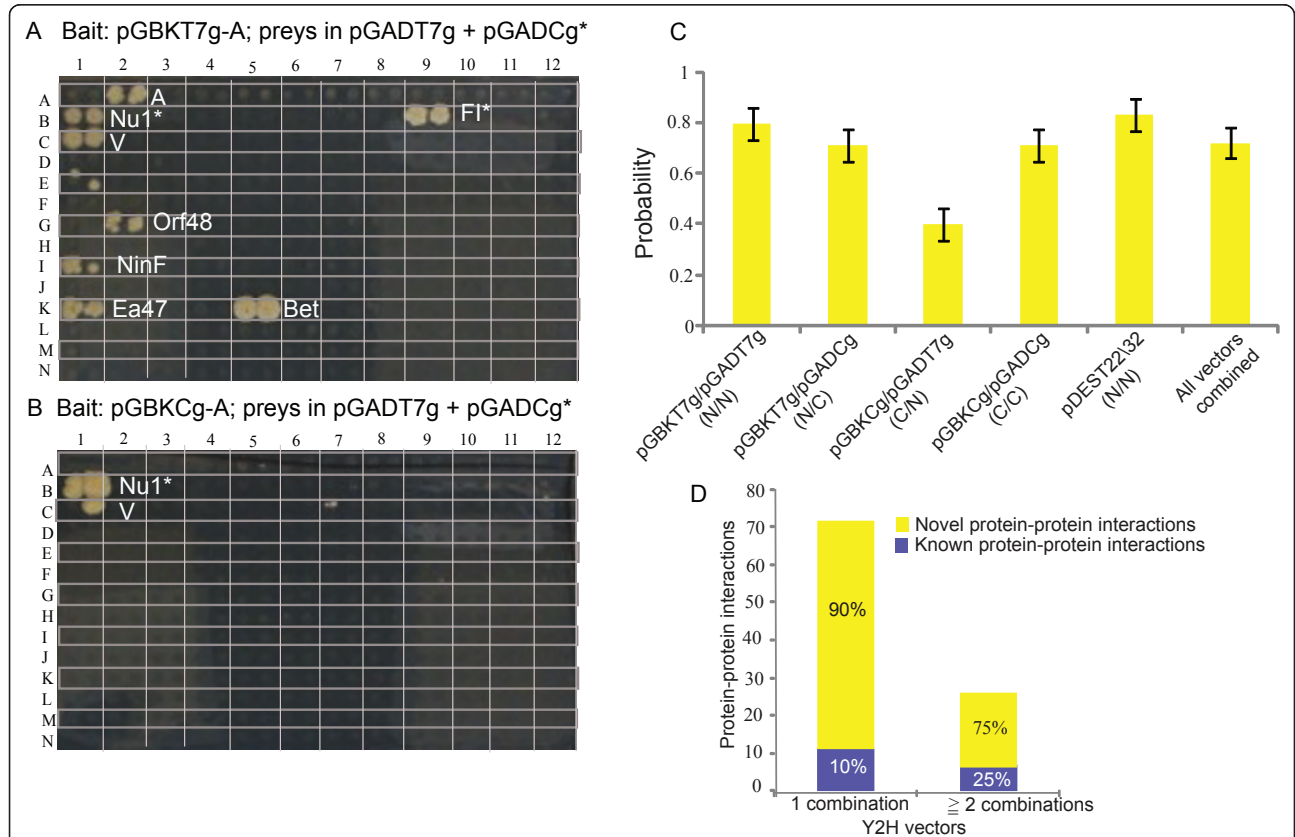 A Bait: pGBKT7g-A; preys in pGADT7g + pGADCg*
1 2 3 4 5 6 7 8 9 10 11 12
A
B
C
D
E
F
G
H
I
J
K
L
M
N
A
Nu1*
FI*
V
Orf48
NinF
Ea47
Bet
B Bait: pGBKCg-A; preys in pGADT7g + pGADCg*
1 2 3 4 5 6 7 8 9 10 11 12
A
B
C
D
E
F
G
H
I
J
K
L
M
N
Nu1*
V
C
Probability
1
0.8
0.6
0.4
0.2
0
pGBKT7g/pGADT7g
(N/N)
pGBKT7g/pGADCg
(N/C)
pGBKCg/pGADT7g
(C/N)
pGBKCg/pGADCg
(C/C)
pDEST22\32
(N/N)
All vectors
combined
D
Protein-protein interactions
80
70
60
50
40
30
20
10
0
Novel protein-protein interactions
Known protein-protein interactions
90%
10%
75%
25%
1 combination
≧ 2 combinations
Y2H vectors